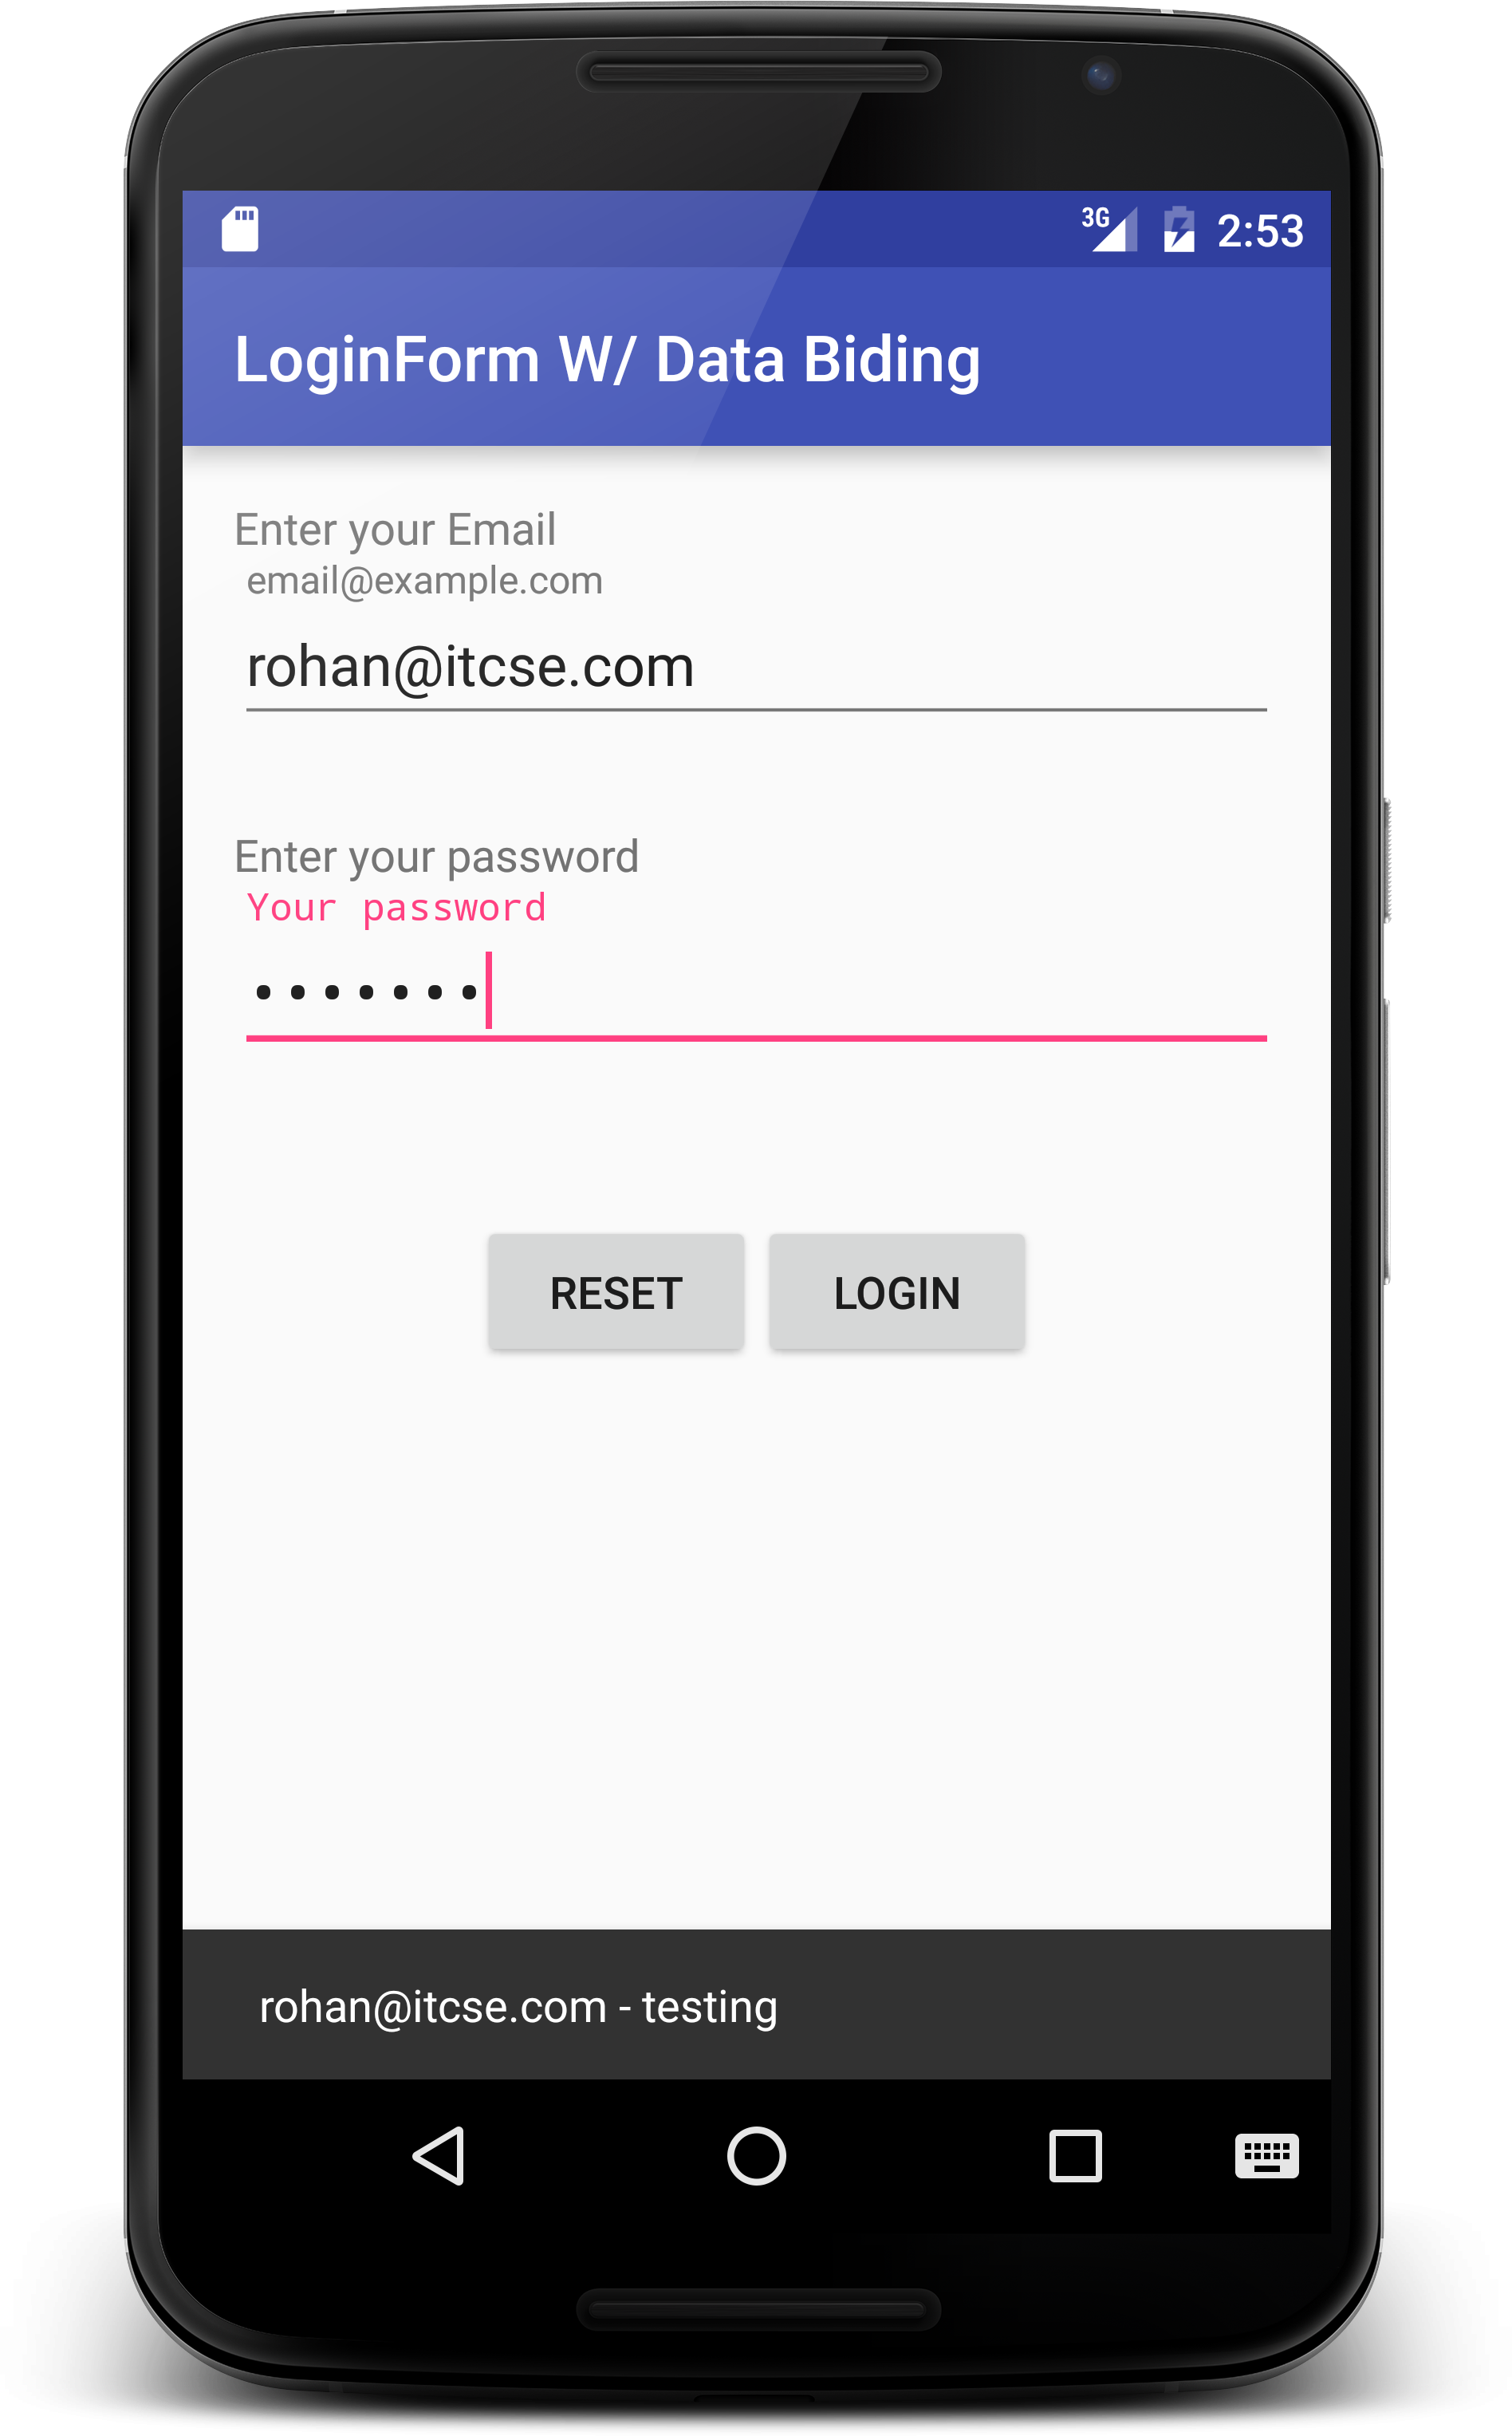 3G 2:53
LoginForm W/ Data Biding
Enter your Email
email@example.com
rohan@itcse.com
Enter your password
Your password
•••••••
RESET LOGIN
rohan@itcse.com - testing